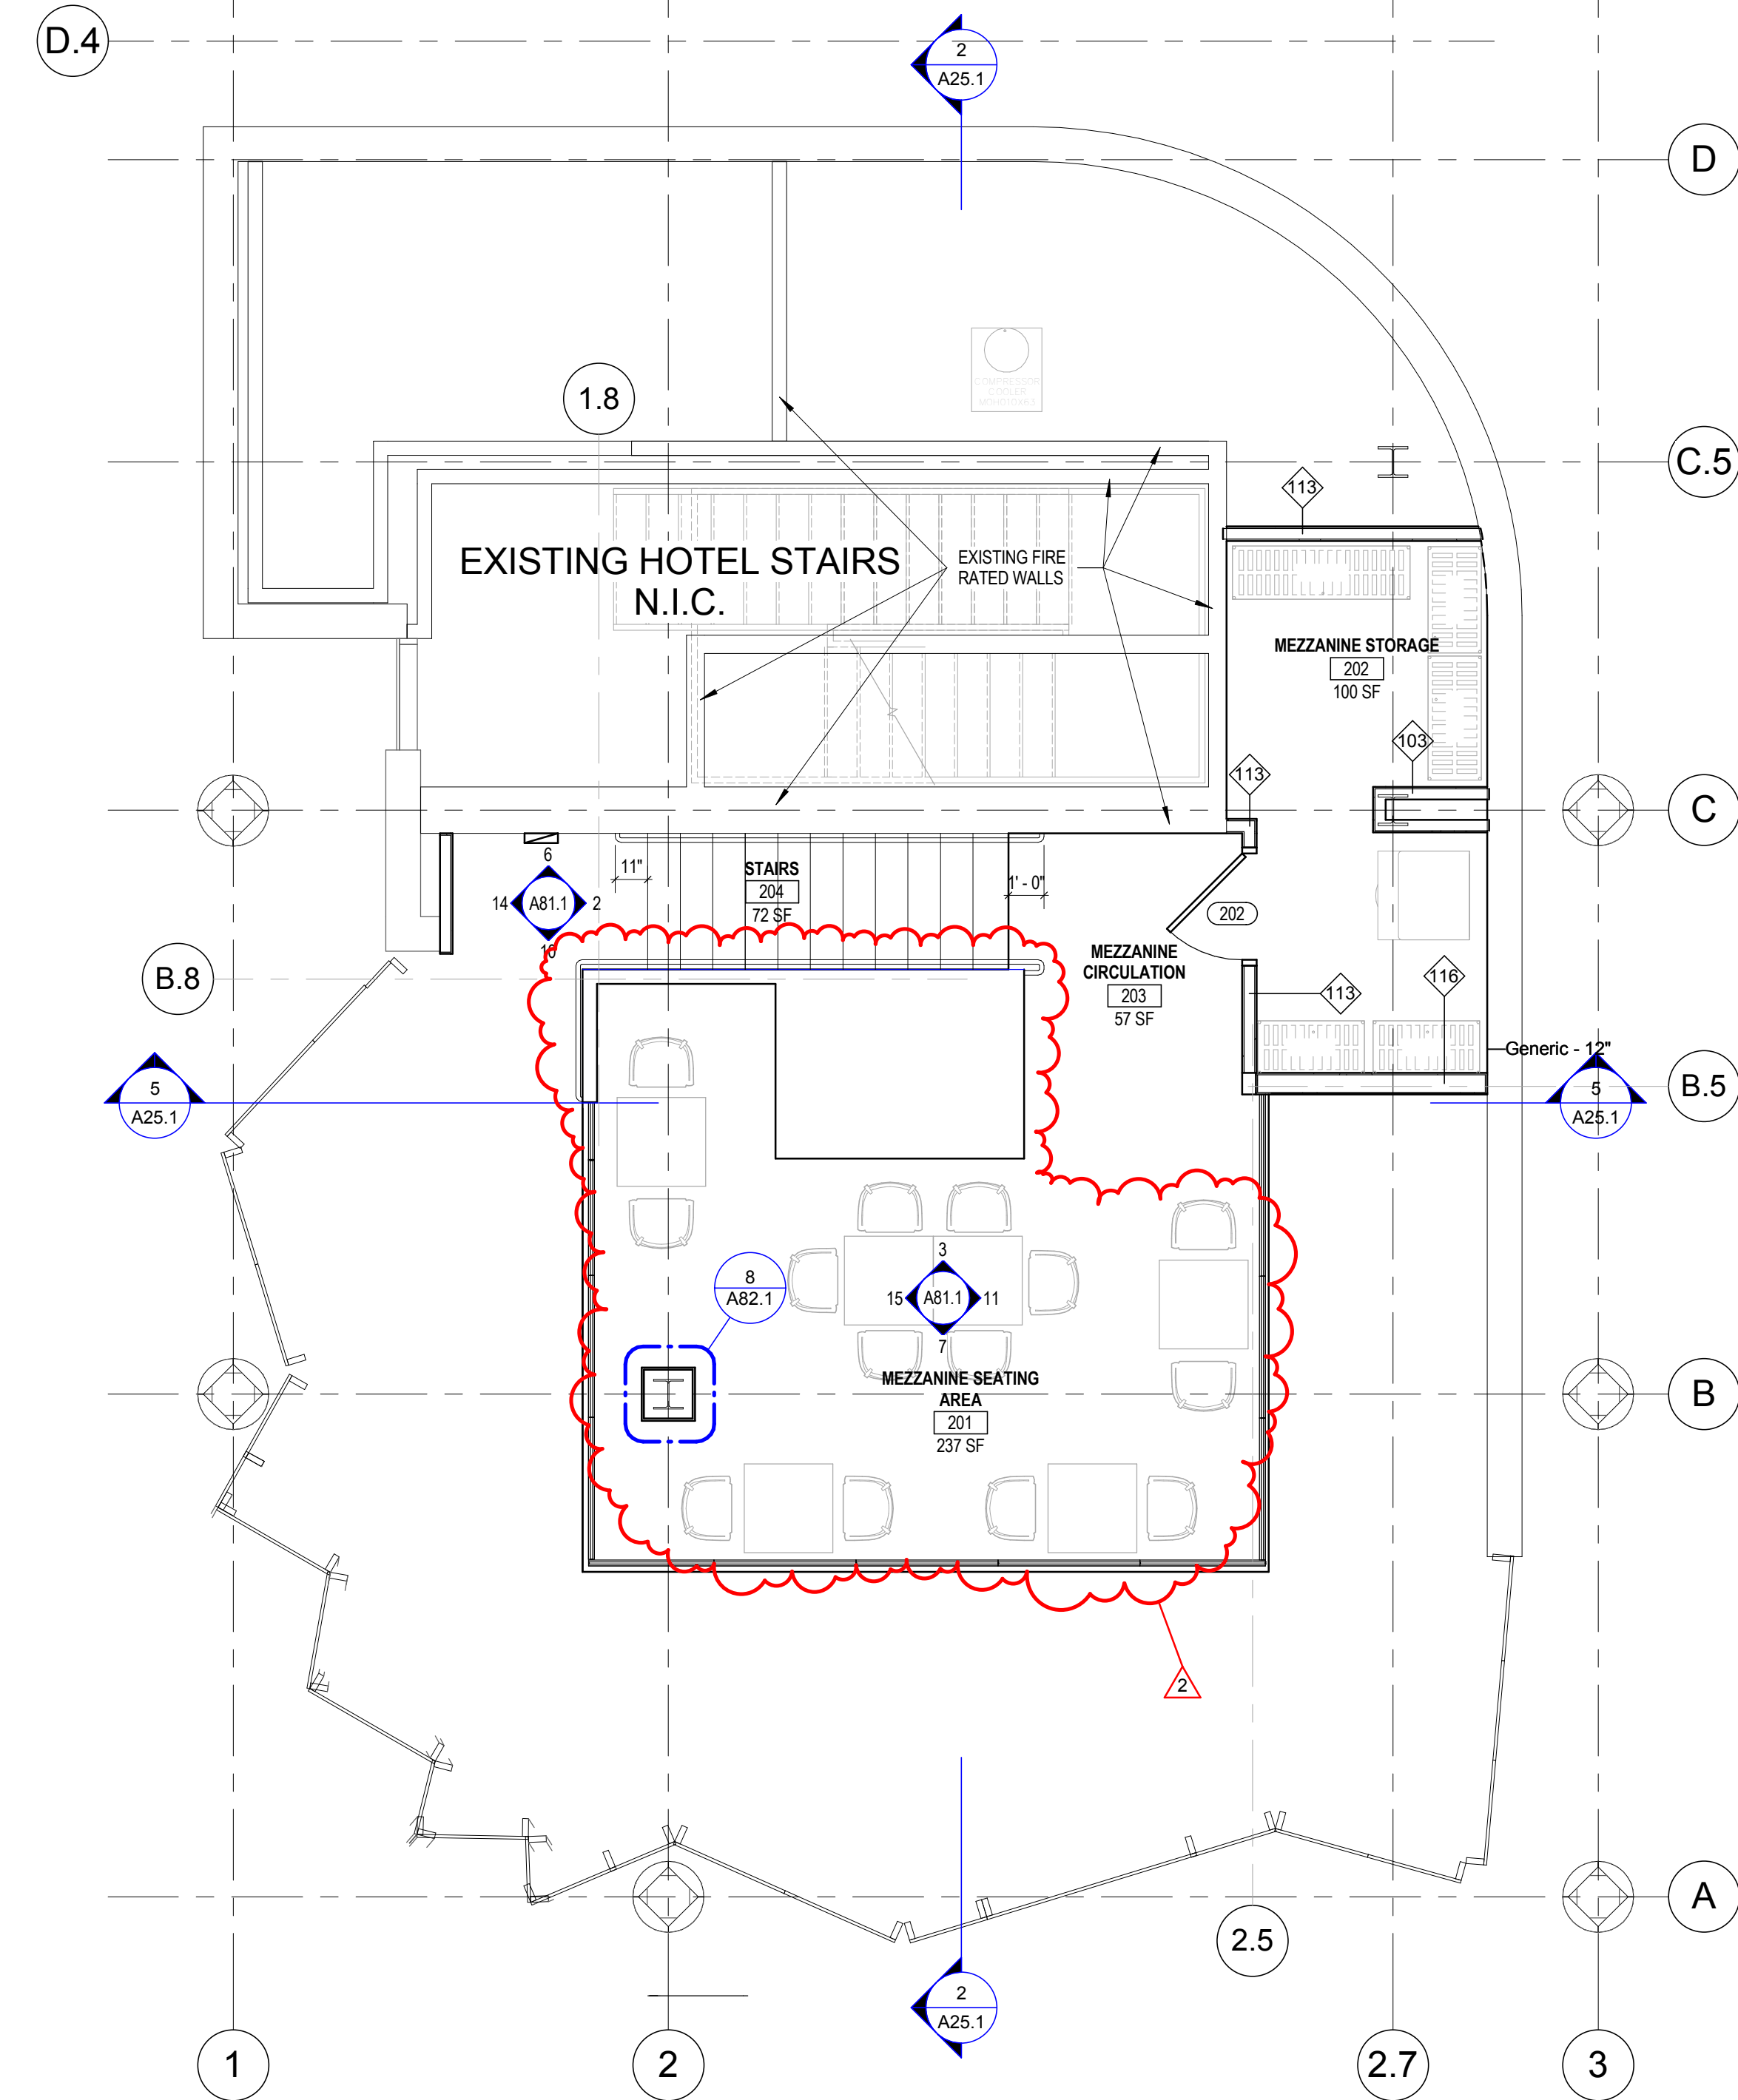 D.4
2
A25.1
D
COMPRESSOR
COOLER
1.8
C.5
113
EXISTING HOTEL STAIRS
N.I.C.
EXISTING FIRE
RATED WALLS
MEZZANINE STORAGE
202
100 SF
103
113
C
6
14
A81.1
2
10
11"
STAIRS
204
72 SF
1' - 0"
202
MEZZANINE
CIRCULATION
203
57 SF
B.8
113
116
Generic - 12"
5
A25.1
5
A25.1
B.5
3
15
A81.1
11
7
8
A82.1
MEZZANINE SEATING
AREA
201
237 SF
B
2
A
2.5
2
A25.1
1
2
2.7
3